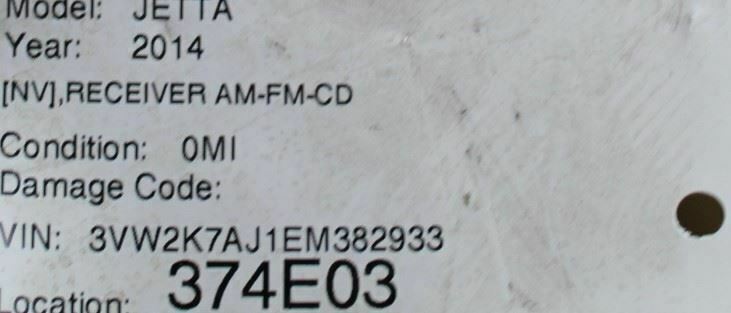 Model: JETTA
Year: 2014
[NV],RECEIVER AM-FM-CD
Condition: 0MI
Damage Code:
VIN: 3VW2K7AJ1EM382933
Location: 374E03